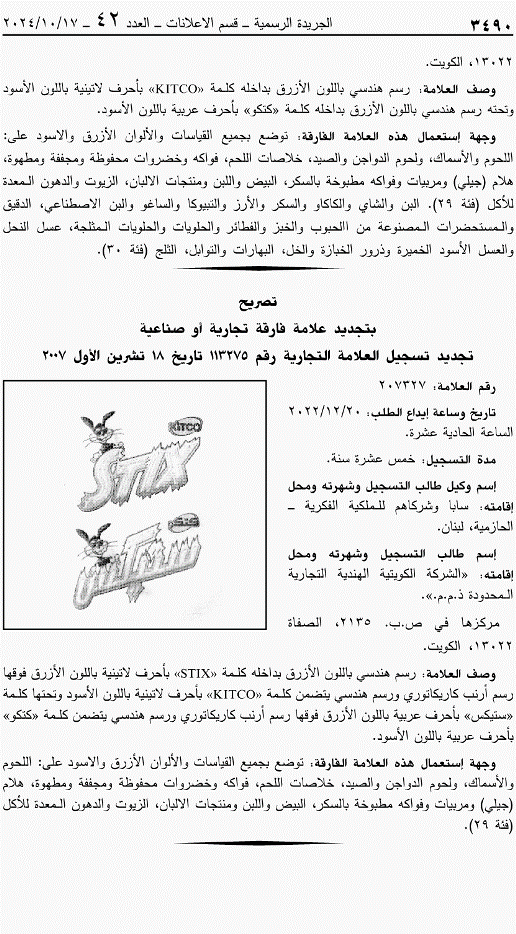 ٣٤٩٠
الجريدة الرسمية ــ قسم الاعلانات ــ العدد ٤٢ ــ ٢٠٢٤/١٠/١٧
١٣٠٢٢، الكويت.
وصف العلامة: رسم هندسي باللون الأزرق بداخله كلمة «KITCO» بأحرف لاتينية باللون الأسود
وتحته رسم هندسي باللون الأزرق بداخله كلمة «كتكو» بأحرف عربية باللون الأسود.
وجهة إستعمال هذه العلامة الفارقة: توضع بجميع القياسات والألوان الأزرق والاسود على:
اللحوم والأسماك، ولحوم الدواجن والصيد، خلاصات اللحم، فواكه وخضروات محفوظة ومجففة ومطهوة،
هلام (جيلي) ومربيات وفواكه مطبوخة بالسكر، البيض واللبن ومنتجات الالبان، الزيوت والدهون المعدة
للأكل (فئة ٢٩). البن والشاي والكاكاو والسكر والأرز والتبيوكا والساغو والبن الاصطناعي، الدقيق
والمستحضرات المصنوعة من االحبوب والخبز والفطائر والحلويات والحلويات المثلجة، عسل النحل
والعسل الأسود الخميرة وذرور الخبازة والخل، البهارات والتوابل، الثلج (فئة ٣٠).
تصريح
بتجديد علامة فارقة تجارية أو صناعية
تجديد تسجيل العلامة التجارية رقم ١١٣٢٧٥ تاريخ ١٨ تشرين الأول ٢٠٠٧
رقم العلامة: ٢٠٧٣٢٧
تاريخ وساعة إيداع الطلب: ٢٠٢٢/١٢/٢٠
الساعة الحادية عشرة.
مدة التسجيل: خمس عشرة سنة.
إسم وكيل طالب التسجيل وشهرته ومحل
إقامته: سابا وشركاهم للملكية الفكرية ــ
الحازمية، لبنان.
إسم طالب التسجيل وشهرته ومحل
إقامته: «الشركة الكويتية الهندية التجارية
المحدودة ذ.م.م.».
مركزها في ص.ب. ٢١٣٥، الصفاة
١٣٠٢٢، الكويت.
KITCO
STIX
كتكو
ستيكس
وصف العلامة: رسم هندسي باللون الأزرق بداخله كلمة «STIX» بأحرف لاتينية باللون الأزرق فوقها
رسم أرنب كاريكاتوري ورسم هندسي يتضمن كلمة «KITCO» بأحرف لاتينية باللون الأسود وتحتها كلمة
«ستيكس» بأحرف عربية باللون الأزرق فوقها رسم أرنب كاريكاتوري ورسم هندسي يتضمن كلمة «كتكو»
بأحرف عربية باللون الأسود.
وجهة إستعمال هذه العلامة الفارقة: توضع بجميع القياسات والألوان الأزرق والاسود على: اللحوم
والأسماك، ولحوم الدواجن والصيد، خلاصات اللحم، فواكه وخضروات محفوظة ومجففة ومطهوة، هلام
(جيلي) ومربيات وفواكه مطبوخة بالسكر، البيض واللبن ومنتجات الالبان، الزيوت والدهون المعدة للأكل
(فئة ٢٩).